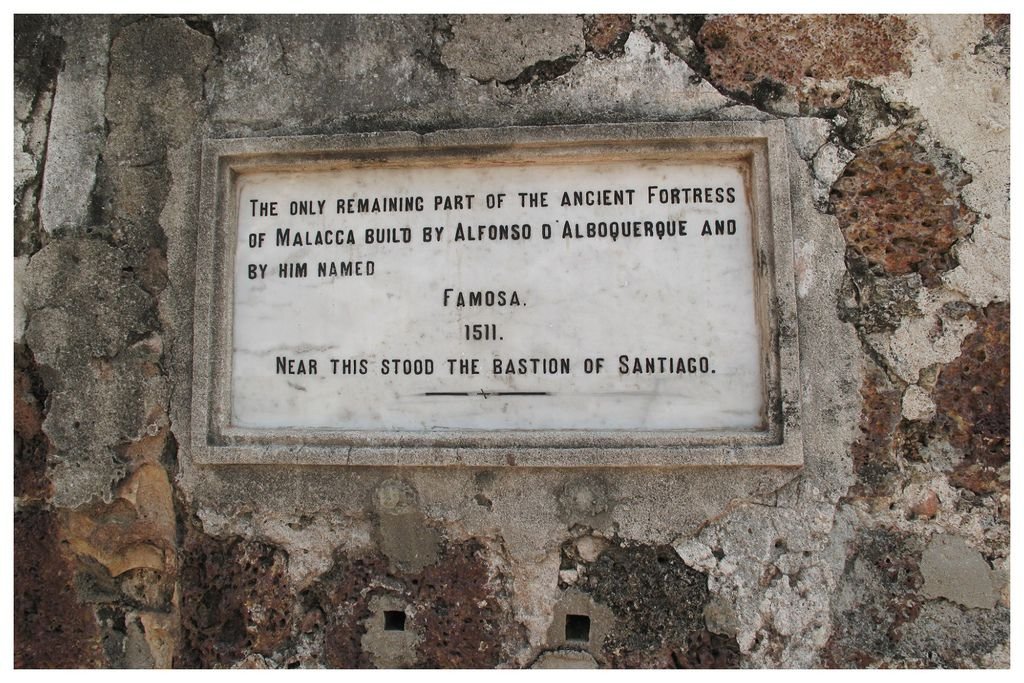 THE ONLY REMAINING PART OF THE ANCIENT FORTRESS
OF MALACCA BUILD BY ALFONSO D'ALBOQUERQUE AND
BY HIM NAMED
FAMOSA.
1511.
NEAR THIS STOOD THE BASTION OF SANTIAGO.